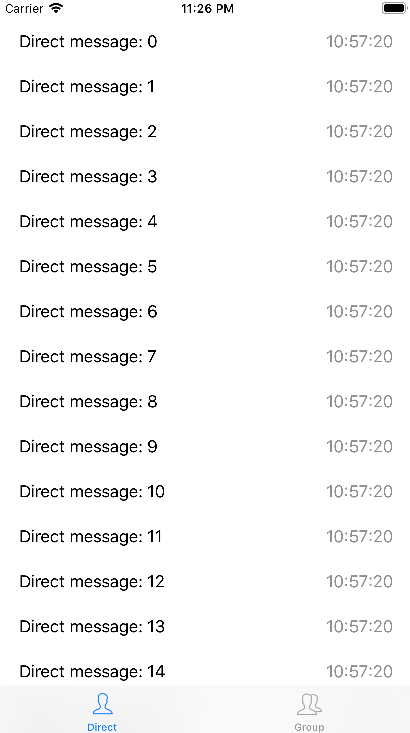 Carrier 11:26 PM
Direct message: 0 10:57:20
Direct message: 1 10:57:20
Direct message: 2 10:57:20
Direct message: 3 10:57:20
Direct message: 4 10:57:20
Direct message: 5 10:57:20
Direct message: 6 10:57:20
Direct message: 7 10:57:20
Direct message: 8 10:57:20
Direct message: 9 10:57:20
Direct message: 10 10:57:20
Direct message: 11 10:57:20
Direct message: 12 10:57:20
Direct message: 13 10:57:20
Direct message: 14 10:57:20
Direct Group